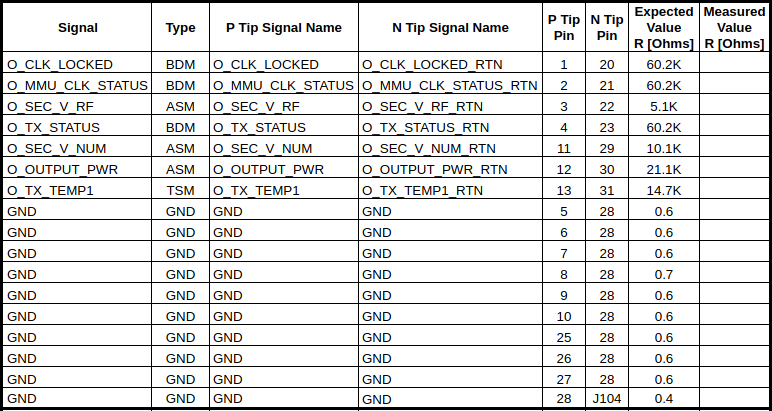 Signal Type P Tip Signal Name N Tip Signal Name P Tip Pin N Tip Pin Expected Value R [Ohms] Measured Value R [Ohms]
O_CLK_LOCKED BDM O_CLK_LOCKED O_CLK_LOCKED_RTN 1 20 60.2K
O_MMU_CLK_STATUS BDM O_MMU_CLK_STATUS O_MMU_CLK_STATUS_RTN 2 21 60.2K
O_SEC_V_RF ASM O_SEC_V_RF O_SEC_V_RF_RTN 3 22 5.1K
O_TX_STATUS BDM O_TX_STATUS O_TX_STATUS_RTN 4 23 60.2K
O_SEC_V_NUM ASM O_SEC_V_NUM O_SEC_V_NUM_RTN 11 29 10.1K
O_OUTPUT_PWR ASM O_OUTPUT_PWR O_OUTPUT_PWR_RTN 12 30 21.1K
O_TX_TEMP1 TSM O_TX_TEMP1 O_TX_TEMP1_RTN 13 31 14.7K
GND GND GND GND 5 28 0.6
GND GND GND GND 6 28 0.6
GND GND GND GND 7 28 0.6
GND GND GND GND 8 28 0.7
GND GND GND GND 9 28 0.6
GND GND GND GND 10 28 0.6
GND GND GND GND 25 28 0.6
GND GND GND GND 26 28 0.6
GND GND GND GND 27 28 0.6
GND GND GND GND 28 J104 0.4